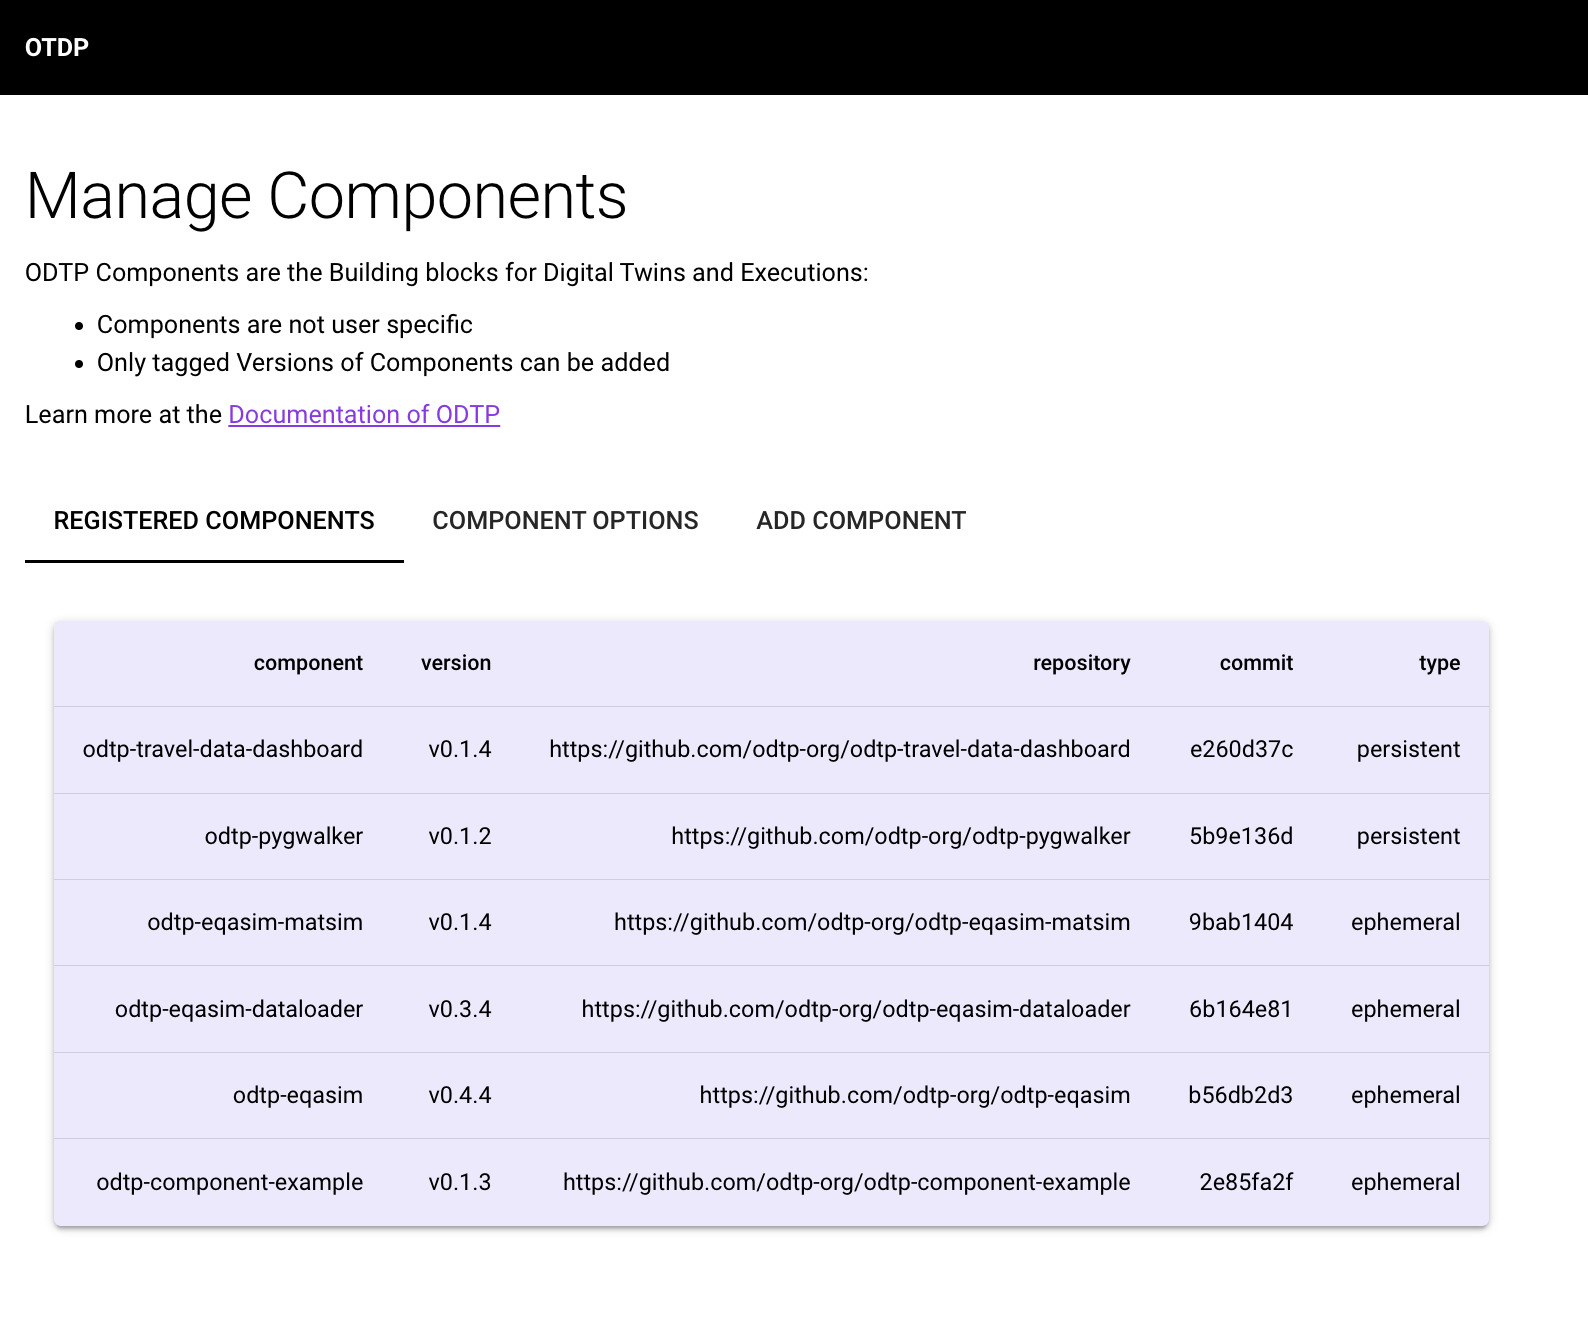 OTDP
Manage Components
ODTP Components are the Building blocks for Digital Twins and Executions:
• Components are not user specific
• Only tagged Versions of Components can be added
Learn more at the Documentation of ODTP
REGISTERED COMPONENTS COMPONENT OPTIONS ADD COMPONENT
component version repository commit type
odtp-travel-data-dashboard v0.1.4 https://github.com/odtp-org/odtp-travel-data-dashboard e260d37c persistent
odtp-pygwalker v0.1.2 https://github.com/odtp-org/odtp-pygwalker 5b9e136d persistent
odtp-eqasim-matsim v0.1.4 https://github.com/odtp-org/odtp-eqasim-matsim 9bab1404 ephemeral
odtp-eqasim-dataloader v0.3.4 https://github.com/odtp-org/odtp-eqasim-dataloader 6b164e81 ephemeral
odtp-eqasim v0.4.4 https://github.com/odtp-org/odtp-eqasim b56db2d3 ephemeral
odtp-component-example v0.1.3 https://github.com/odtp-org/odtp-component-example 2e85fa2f ephemeral